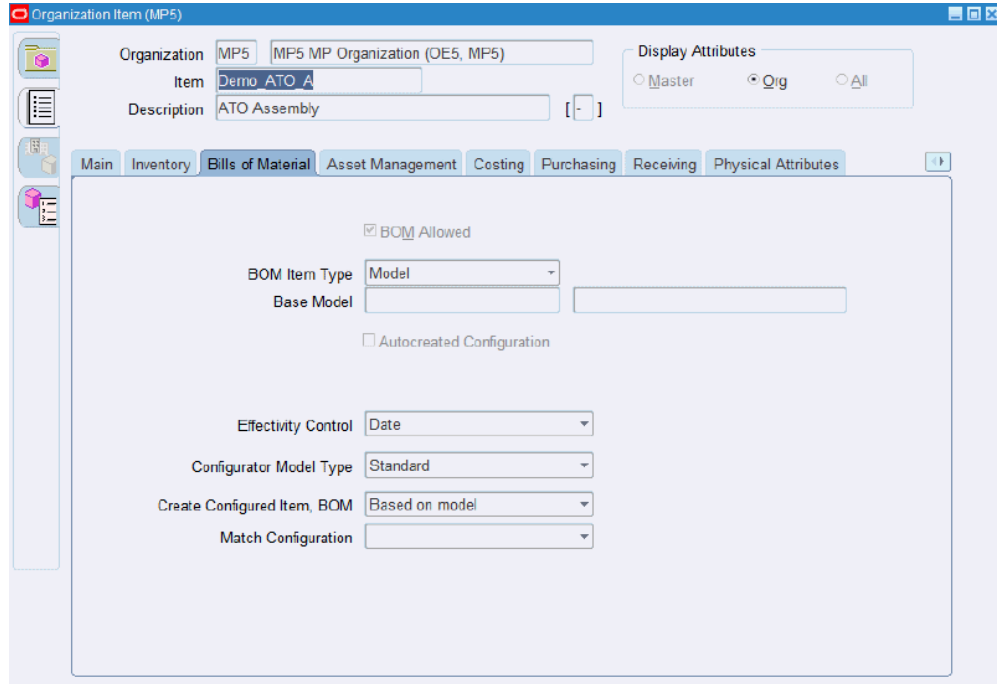 Organization Item (MP5)
Organization MP5 MP5 MP Organization (OE5, MP5)
Item Demo_ATO_A
Description ATO Assembly [ - ]
Display Attributes
Master Org All
Main Inventory Bills of Material Asset Management Costing Purchasing Receiving Physical Attributes
BOM Allowed
BOM Item Type Model
Base Model
Autocreated Configuration
Effectivity Control Date
Configurator Model Type Standard
Create Configured Item, BOM Based on model
Match Configuration